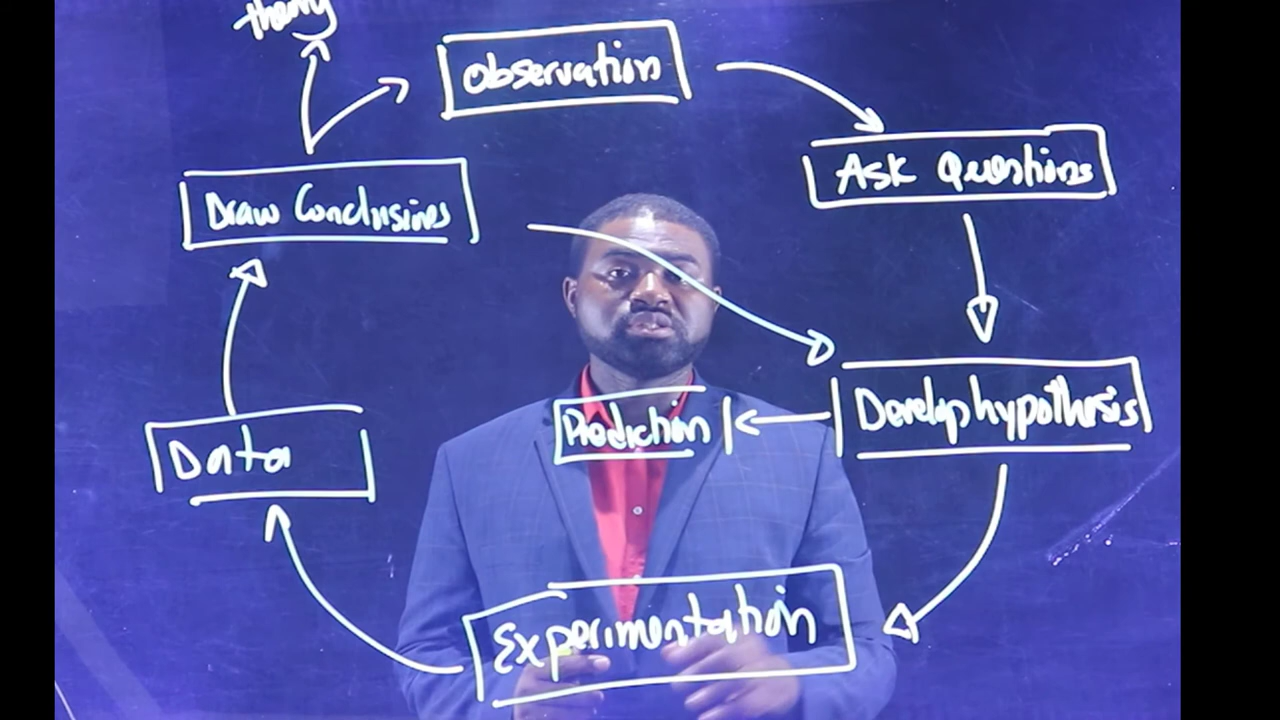 theory
Observation
Ask Questions
Draw Conclusions
Develop hypothesis
Prediction
Data
Experimentation